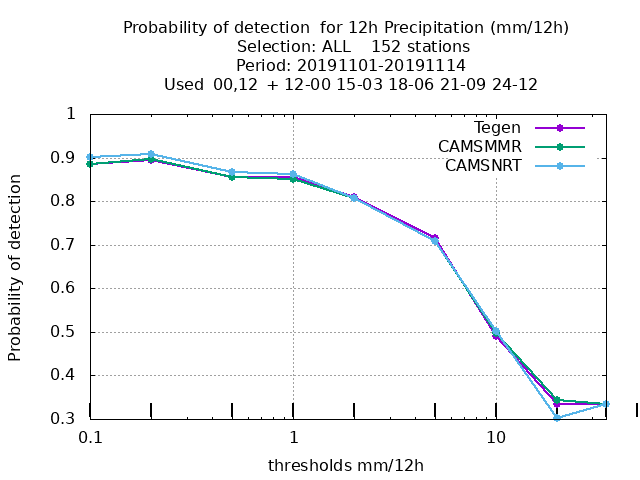 Probability of detection  for 12h Precipitation (mm/12h)
Selection: ALL    152 stations
Period: 20191101-20191114
Used  00,12  + 12-00 15-03 18-06 21-09 24-12
Tegen
CAMSMMR
CAMSNRT
Probability of detection
1
0.9
0.8
0.7
0.6
0.5
0.4
0.3
0.1
1
10
thresholds mm/12h